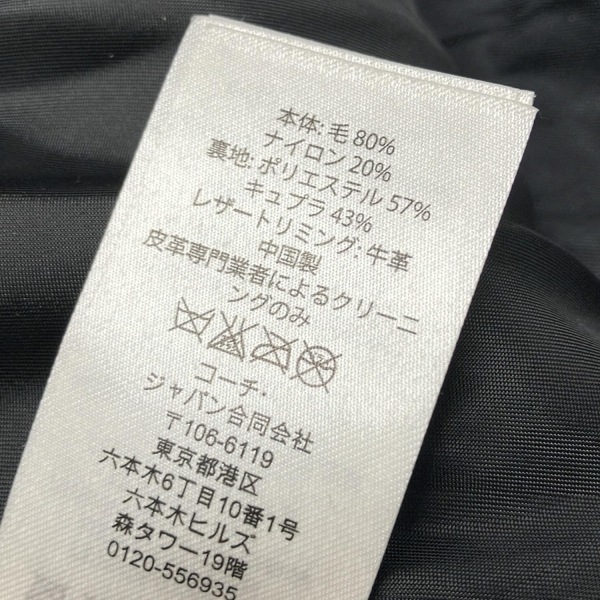 本体: 毛 80%
ナイロン 20%
裏地: ポリエステル 57%
キュプラ 43%
レザートリミング: 牛革
中国製
皮革専門業者によるクリーニ
ングのみ
コーチ・
ジャパン合同会社
〒106-6119
東京都港区
六本木6丁目10番1号
六本木ヒルズ
森タワー19階
0120-556935